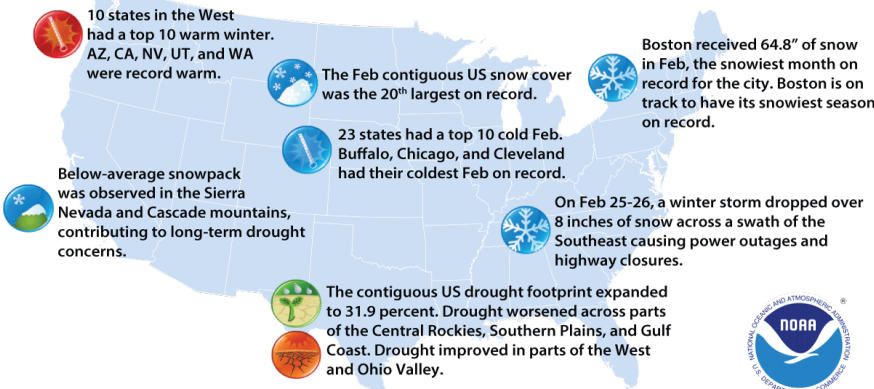 10 states in the West
had a top 10 warm winter.
AZ, CA, NV, UT, and WA
were record warm.
The Feb contiguous US snow cover
was the 20th largest on record.
Boston received 64.8” of snow
in Feb, the snowiest month on
record for the city. Boston is on
track to have its snowiest season
on record.
23 states had a top 10 cold Feb.
Buffalo, Chicago, and Cleveland
had their coldest Feb on record.
Below-average snowpack
was observed in the Sierra
Nevada and Cascade mountains,
contributing to long-term drought
concerns.
On Feb 25-26, a winter storm dropped over
8 inches of snow across a swath of the
Southeast causing power outages and
highway closures.
The contiguous US drought footprint expanded
to 31.9 percent. Drought worsened across parts
of the Central Rockies, Southern Plains, and Gulf
Coast. Drought improved in parts of the West
and Ohio Valley.
NATIONAL OCEANIC AND ATMOSPHERIC ADMINISTRATION
®
NOAA